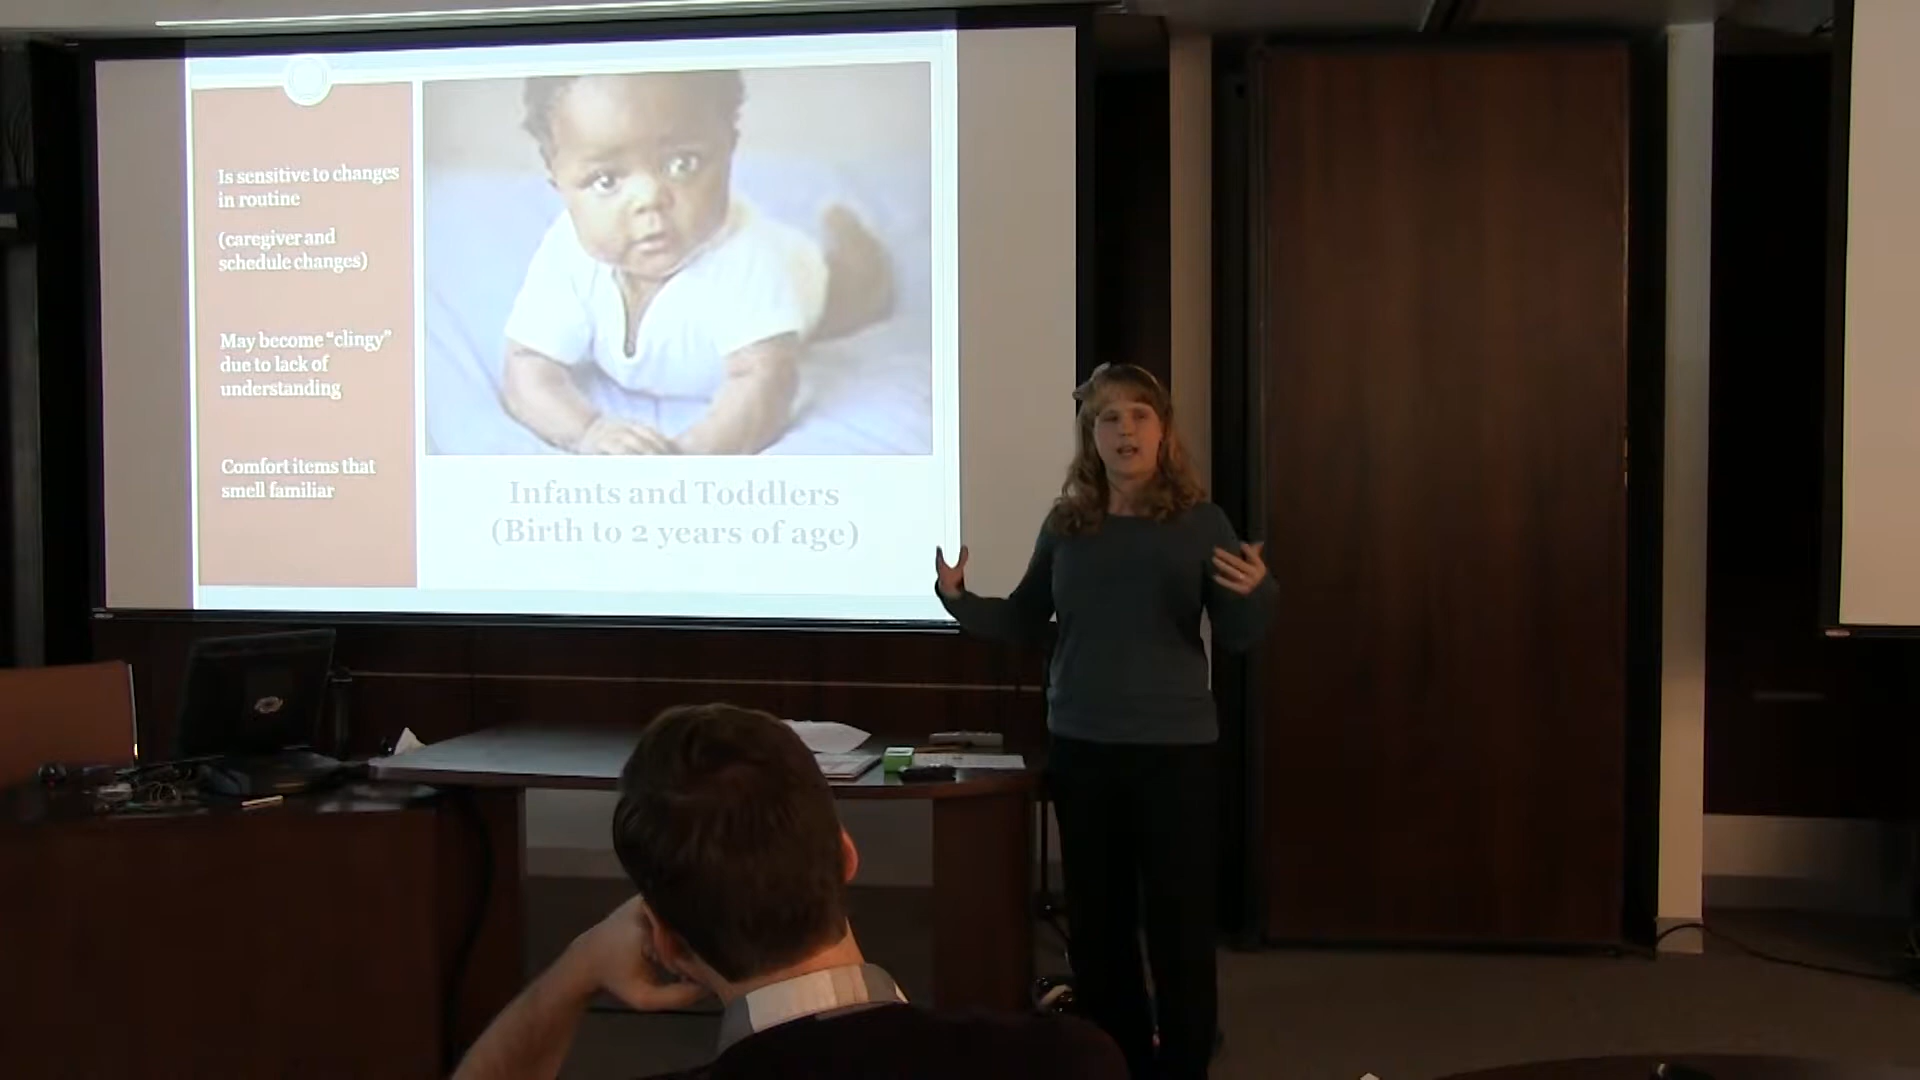 Is sensitive to changes
in routine
(caregiver and
schedule changes)
May become “clingy”
due to lack of
understanding
Comfort items that
smell familiar
Infants and Toddlers
(Birth to 2 years of age)